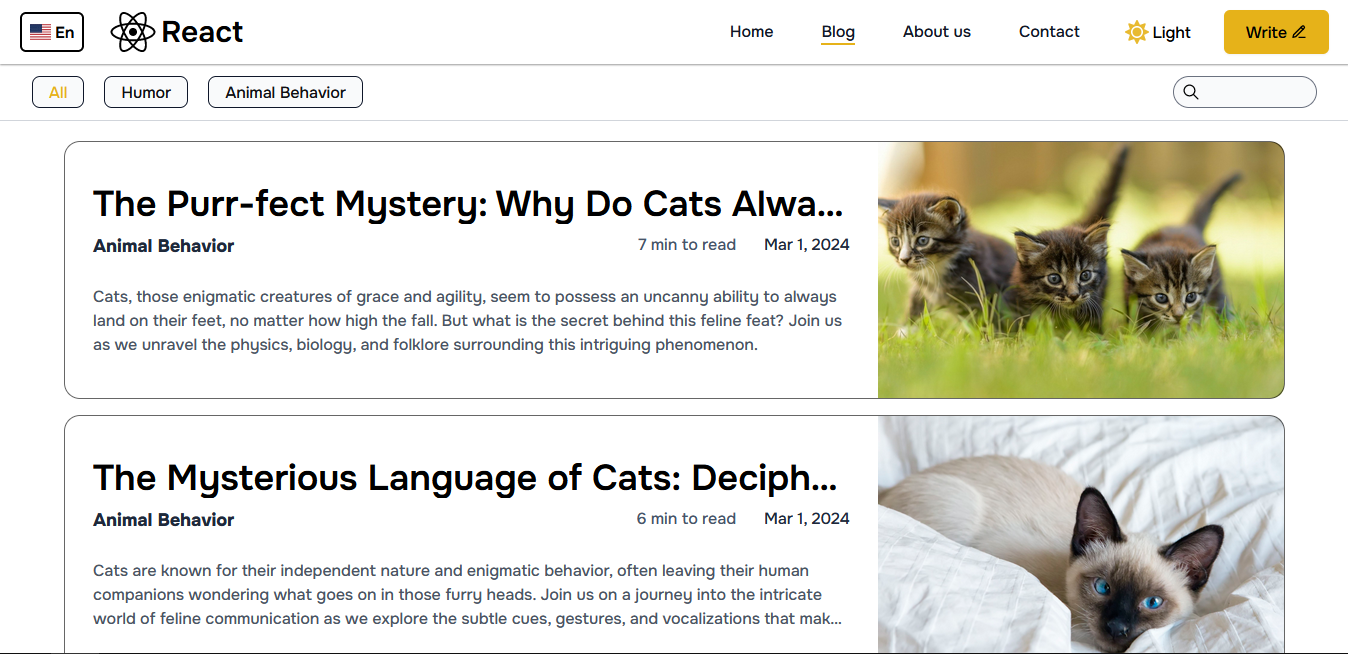 En
React
Home
Blog
About us
Contact
Light
Write
All
Humor
Animal Behavior
The Purr-fect Mystery: Why Do Cats Alwa...
Animal Behavior
7 min to read
Mar 1, 2024
Cats, those enigmatic creatures of grace and agility, seem to possess an uncanny ability to always
land on their feet, no matter how high the fall. But what is the secret behind this feline feat? Join us
as we unravel the physics, biology, and folklore surrounding this intriguing phenomenon.
The Mysterious Language of Cats: Deciph...
Animal Behavior
6 min to read
Mar 1, 2024
Cats are known for their independent nature and enigmatic behavior, often leaving their human
companions wondering what goes on in those furry heads. Join us on a journey into the intricate
world of feline communication as we explore the subtle cues, gestures, and vocalizations that mak...